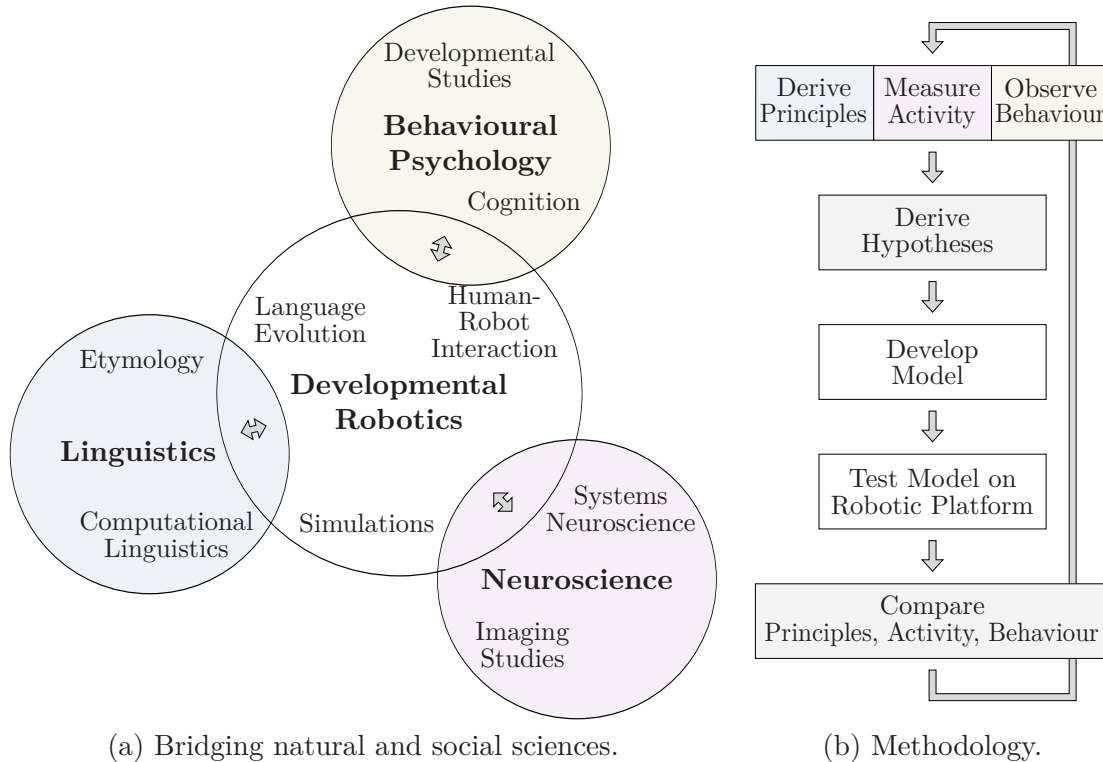 Developmental
Studies
Behavioural
Psychology
Cognition
Language
Evolution
Human-
Robot
Interaction
Etymology
Developmental
Robotics
Linguistics
Computational
Linguistics
Simulations
Systems
Neuroscience
Neuroscience
Imaging
Studies
(a) Bridging natural and social sciences.
Derive
Principles
Measure
Activity
Observe
Behaviour
Derive
Hypotheses
Develop
Model
Test Model on
Robotic Platform
Compare
Principles, Activity, Behaviour
(b) Methodology.